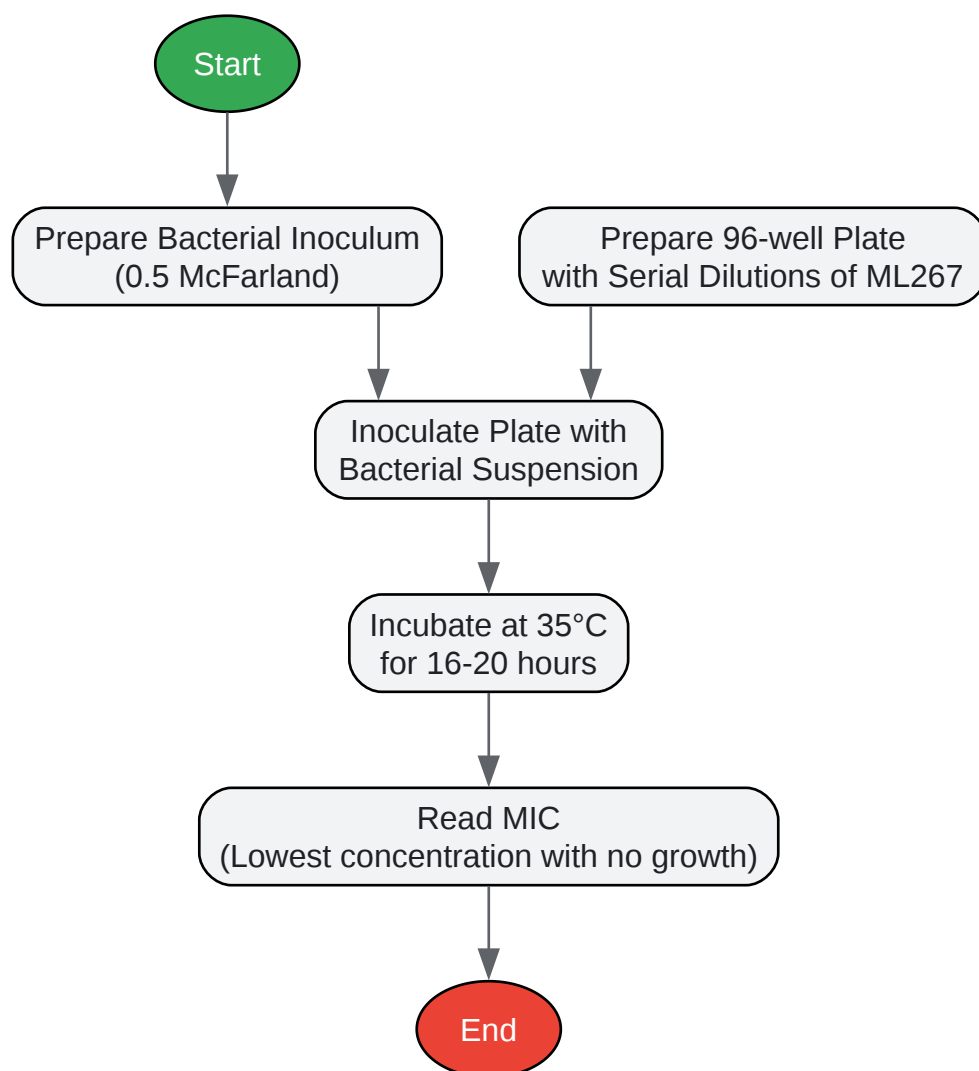 Start
Prepare Bacterial Inoculum
(0.5 McFarland)
Prepare 96-well Plate
with Serial Dilutions of ML267
Inoculate Plate with
Bacterial Suspension
Incubate at 35°C
for 16-20 hours
Read MIC
(Lowest concentration with no growth)
End